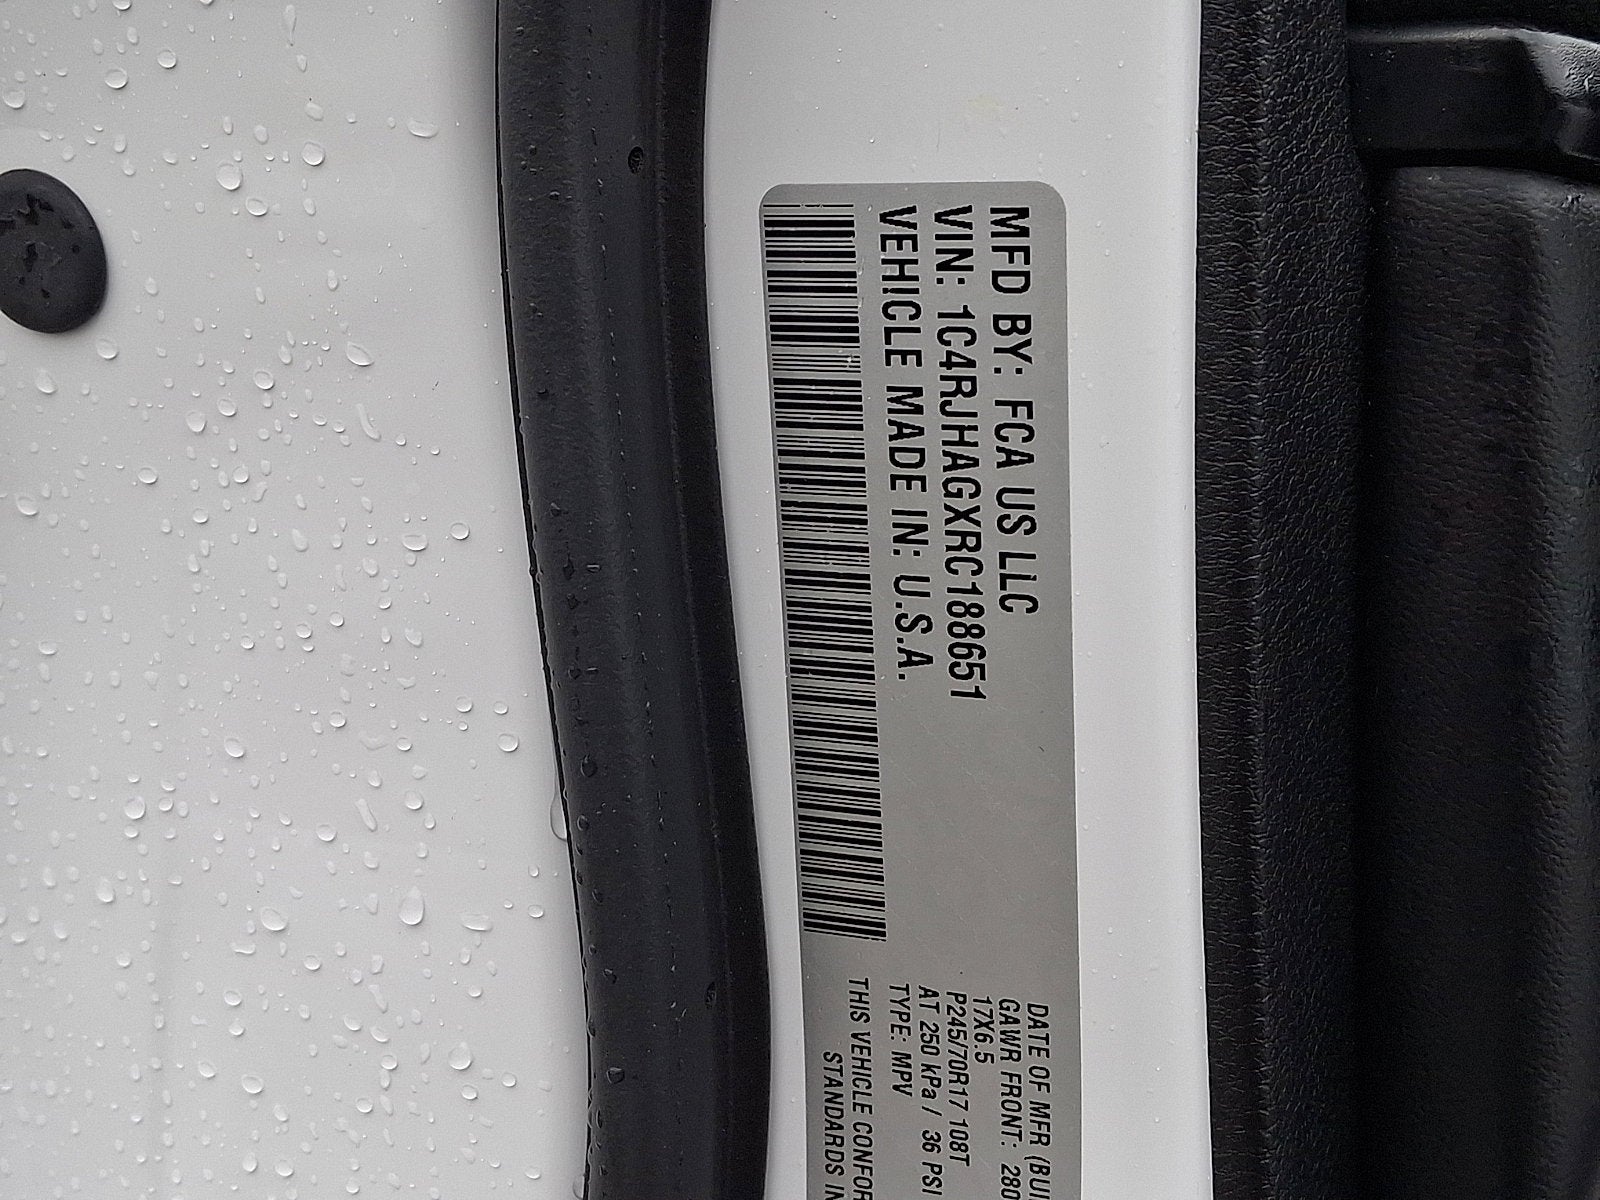 MFD BY: FCA US LLC
VIN: 1C4RJHAGXRC188651
VEHICLE MADE IN: U.S.A.
DATE OF MFR
GAWR FRONT:
17X6.5
P245/70R17 108T
AT 250 kPa / 36 PSI
TYPE: MPV
THIS VEHICLE
STANDARDS